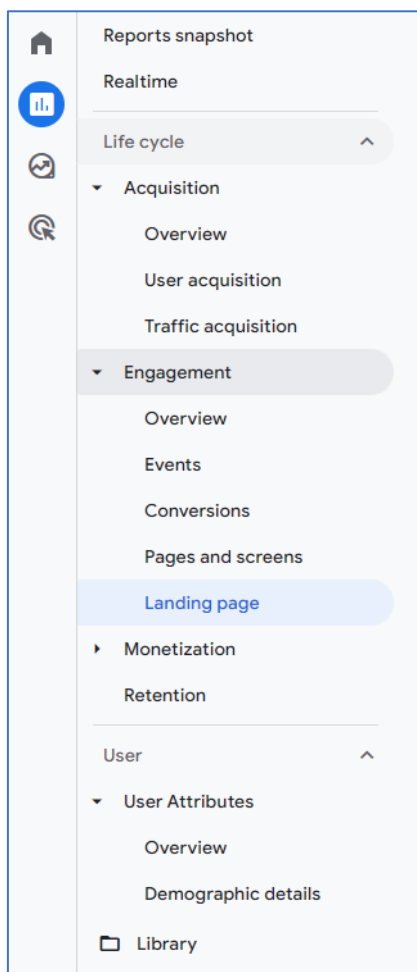 Reports snapshot
Realtime
Life cycle
Acquisition
Overview
User acquisition
Traffic acquisition
Engagement
Overview
Events
Conversions
Pages and screens
Landing page
Monetization
Retention
User
User Attributes
Overview
Demographic details
Library